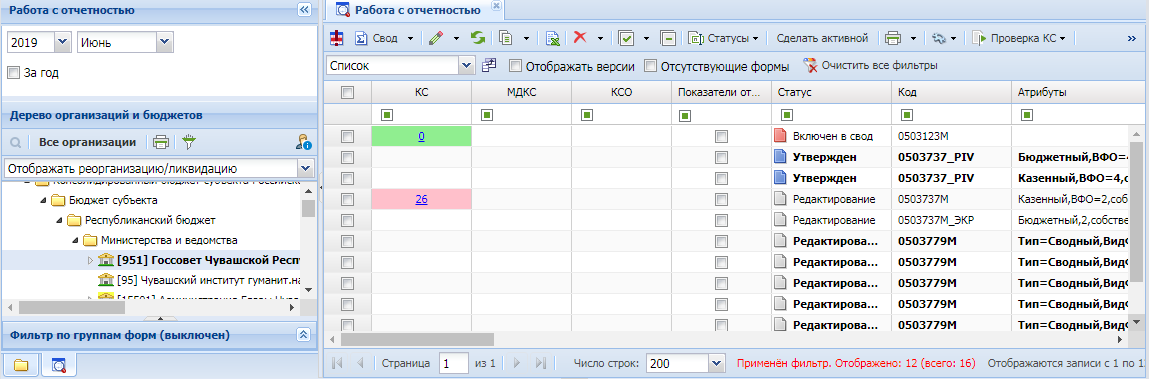 Работа с отчетностью
2019 Июнь
За год
Дерево организаций и бюджетов
Все организации
Отображать реорганизацию/ликвидацию
Бюджет субъекта
Республиканский бюджет
Министерства и ведомства
[951] Госсовет Чувашской Респ
[95] Чувашский институт гуманит.на
Фильтр по группам форм (выключен)
Работа с отчетностью
Свод Статусы Сделать активной Проверка КС »
Список Отображать версии Отсутствующие формы Очистить все фильтры
КС МДКС КСО Показатели от... Статус Код Атрибуты
0 Включен в свод 0503123М
Утвержден 0503737_PIV Бюджетный,ВФО=4
Утвержден 0503737_PIV Казенный,ВФО=4,с
26 Редактирование 0503737М Казенный,ВФО=2,соб
Редактирование 0503737М_ЭКР Бюджетный,2,собстве
Редактирова... 0503779М Тип=Сводный,Вид
Редактирова... 0503779М Тип=Сводный,Вид
Редактирова... 0503779М Тип=Сводный,Вид
Редактирова... 0503779М Тип=Сводный,Вид
Редактирова... 0503779М Тип=Сводный,Вид
Страница 1 из 1 Число строк: 200 Применён фильтр. Отображено: 12 (всего: 16) Отображаются записи с 1 по 1